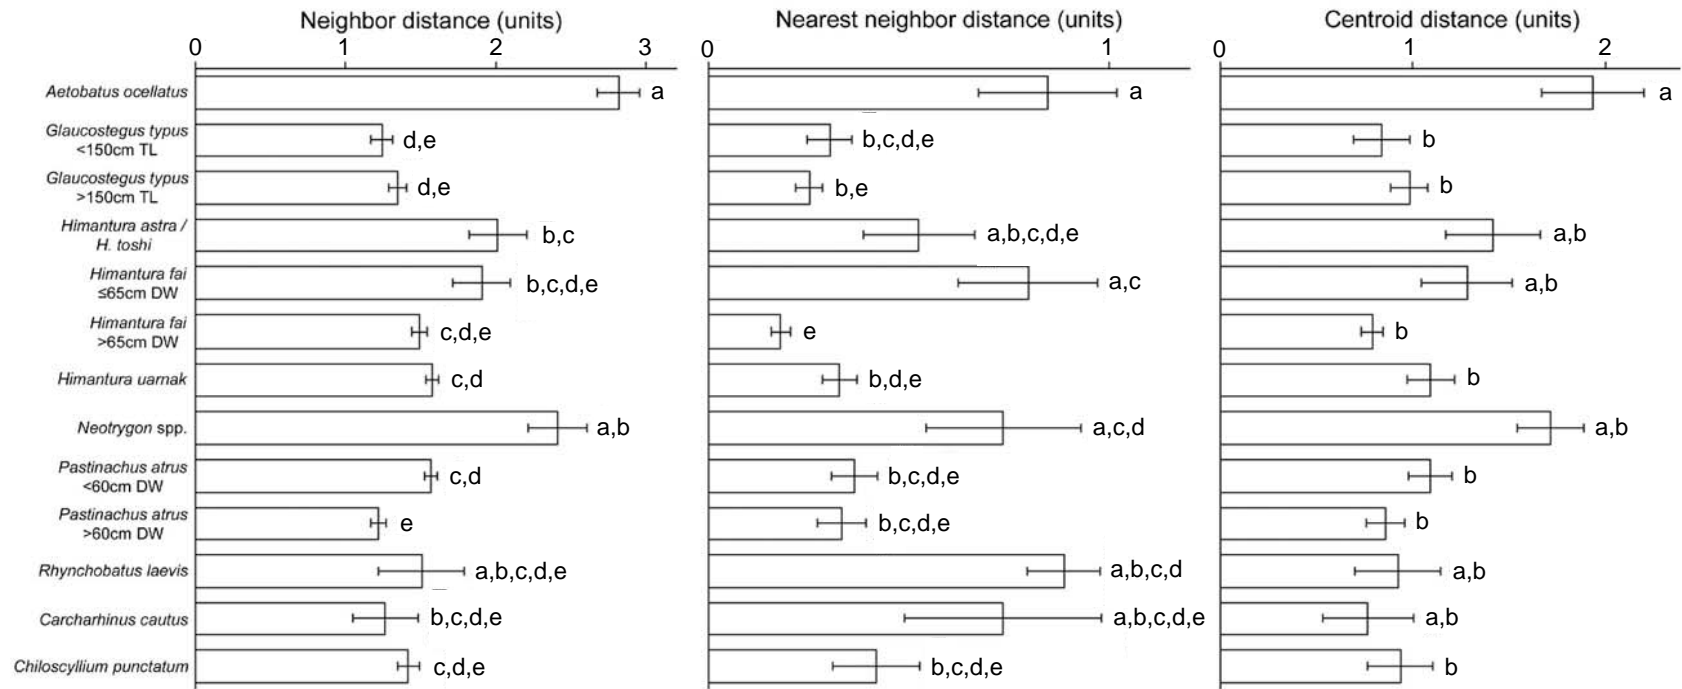 Neighbor distance (units)
Nearest neighbor distance (units)
Centroid distance (units)
0 1 2 3
0 1
0 1 2
Aetobatus ocellatus
a
a
a
Glaucostegus typus
<150cm TL
d,e
b,c,d,e
b
Glaucostegus typus
>150cm TL
d,e
b,e
b
Himantura astra /
H. toshi
b,c
a,b,c,d,e
a,b
Himantura fai
≤65cm DW
b,c,d,e
a,c
a,b
Himantura fai
>65cm DW
c,d,e
e
b
Himantura uarnak
c,d
b,d,e
b
Neotrygon spp.
a,b
a,c,d
a,b
Pastinachus atrus
<60cm DW
c,d
b,c,d,e
b
Pastinachus atrus
>60cm DW
e
b,c,d,e
b
Rhynchobatus laevis
a,b,c,d,e
a,b,c,d
a,b
Carcharhinus cautus
b,c,d,e
a,b,c,d,e
a,b
Chiloscyllium punctatum
c,d,e
b,c,d,e
b